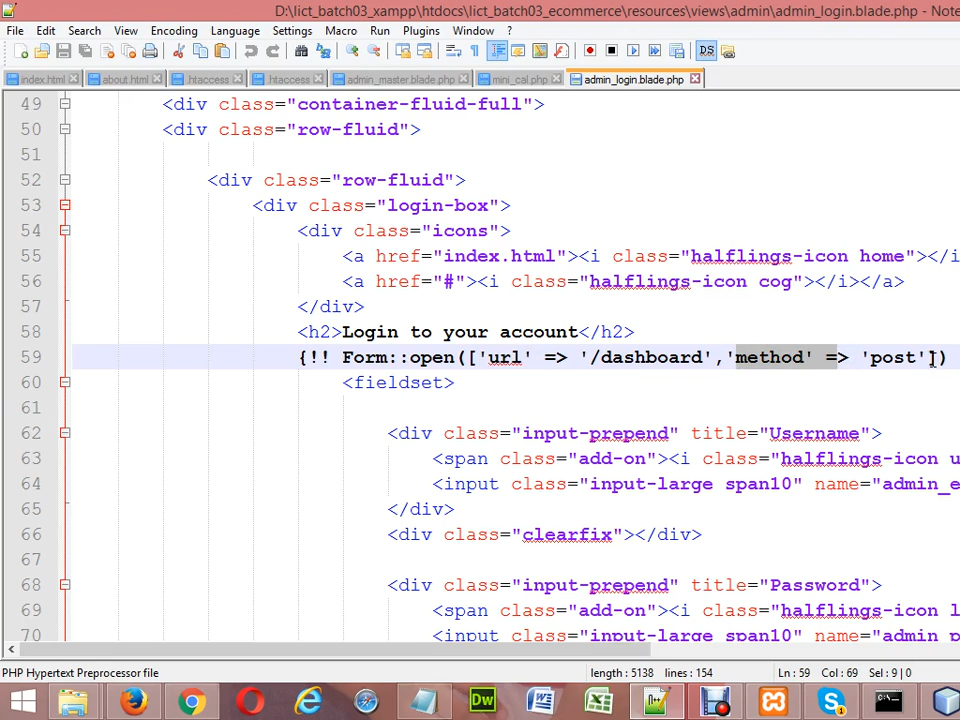 D:\lict_batch03_xampp\htdocs\lict_batch03_ecommerce\resources\views\admin\admin_login.blade.php - Note
File Edit Search View Encoding Language Settings Macro Run Plugins Window ?
index.html about.html .htaccess .htaccess admin_master.blade.php mini_cal.php admin_login.blade.php
49 <div class="container-fluid-full">
50 <div class="row-fluid">
51
52 <div class="row-fluid">
53 <div class="login-box">
54 <div class="icons">
55 <a href="index.html"><i class="halflings-icon home"></i
56 <a href="#"><i class="halflings-icon cog"></i></a>
57 </div>
58 <h2>Login to your account</h2>
59 {!! Form::open(['url' => '/dashboard','method' => 'post'])
60 <fieldset>
61
62 <div class="input-prepend" title="Username">
63 <span class="add-on"><i class="halflings-icon u
64 <input class="input-large span10" name="admin_e
65 </div>
66 <div class="clearfix"></div>
67
68 <div class="input-prepend" title="Password">
69 <span class="add-on"><i class="halflings-icon l
70 <input class="input-large span10" name="admin_p
PHP Hypertext Preprocessor file length : 5138 lines : 154 Ln : 59 Col : 69 Sel : 9 | 0